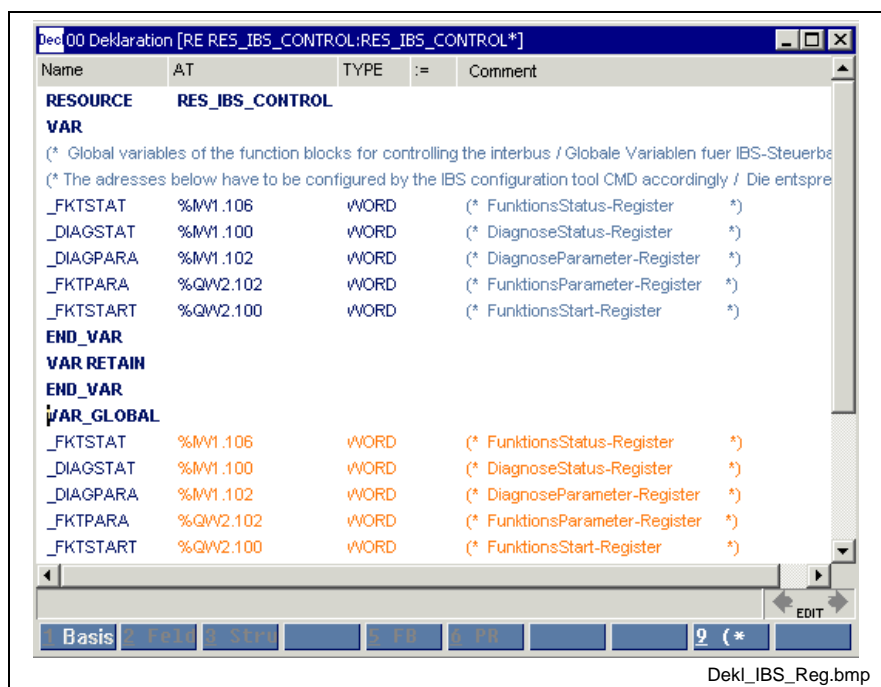 Decl 00 Deklaration [RE RES_IBS_CONTROL:RES_IBS_CONTROL*]
Name AT TYPE := Comment
RESOURCE RES_IBS_CONTROL
VAR
(* Global variables of the function blocks for controlling the interbus / Globale Variablen fuer IBS-Steuerba
(* The adresses below have to be configured by the IBS configuration tool CMD accordingly / Die entspre
_FKTSTAT %IW1.106 WORD (* FunktionsStatus-Register *)
_DIAGSTAT %IW1.100 WORD (* DiagnoseStatus-Register *)
_DIAGPARA %IW1.102 WORD (* DiagnoseParameter-Register *)
_FKTPARA %QW2.102 WORD (* FunktionsParameter-Register *)
_FKTSTART %QW2.100 WORD (* FunktionsStart-Register *)
END_VAR
VAR RETAIN
END_VAR
VAR_GLOBAL
_FKTSTAT %IW1.106 WORD (* FunktionsStatus-Register *)
_DIAGSTAT %IW1.100 WORD (* DiagnoseStatus-Register *)
_DIAGPARA %IW1.102 WORD (* DiagnoseParameter-Register *)
_FKTPARA %QW2.102 WORD (* FunktionsParameter-Register *)
_FKTSTART %QW2.100 WORD (* FunktionsStart-Register *)
EDIT
1 Basis 2 Feld 3 Stru 5 FB 6 PR 9 (*
Dekl_IBS_Reg.bmp